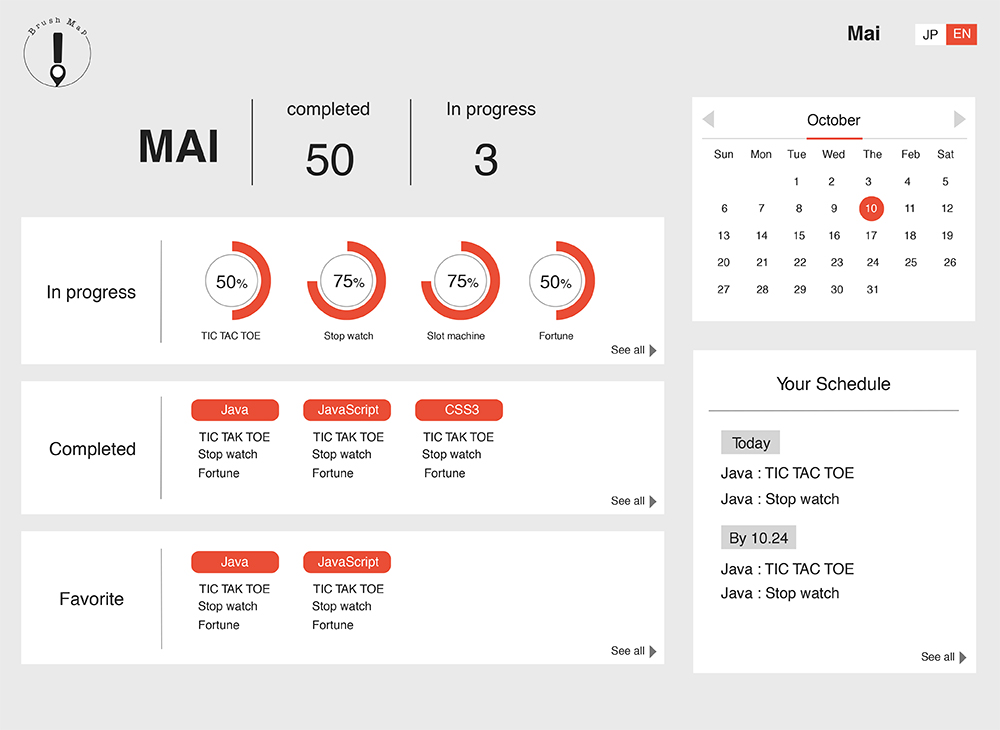 Brush Map
Mai
JP EN
MAI
completed
50
In progress
3
In progress
50%
TIC TAC TOE
75%
Stop watch
75%
Slot machine
50%
Fortune
See all
Completed
Java
TIC TAK TOE
Stop watch
Fortune
JavaScript
TIC TAK TOE
Stop watch
Fortune
CSS3
TIC TAK TOE
Stop watch
Fortune
See all
Favorite
Java
TIC TAK TOE
Stop watch
Fortune
JavaScript
TIC TAK TOE
Stop watch
Fortune
See all
October
Sun Mon Tue Wed The Feb Sat
1 2 3 4 5
6 7 8 9 10 11 12
13 14 15 16 17 18 19
20 21 22 23 24 25 26
27 28 29 30 31
Your Schedule
Today
Java : TIC TAC TOE
Java : Stop watch
By 10.24
Java : TIC TAC TOE
Java : Stop watch
See all